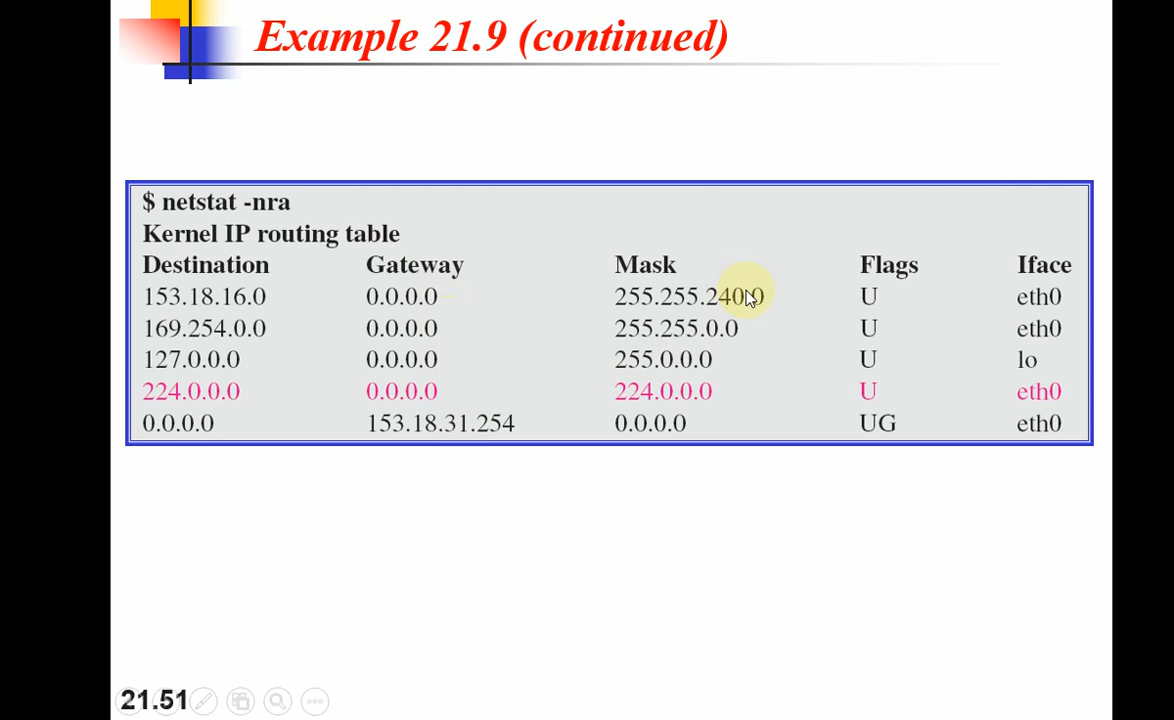 Example 21.9 (continued)
$ netstat -nra
Kernel IP routing table
Destination Gateway Mask Flags Iface
153.18.16.0 0.0.0.0 255.255.240.0 U eth0
169.254.0.0 0.0.0.0 255.255.0.0 U eth0
127.0.0.0 0.0.0.0 255.0.0.0 U lo
224.0.0.0 0.0.0.0 224.0.0.0 U eth0
0.0.0.0 153.18.31.254 0.0.0.0 UG eth0
21.51